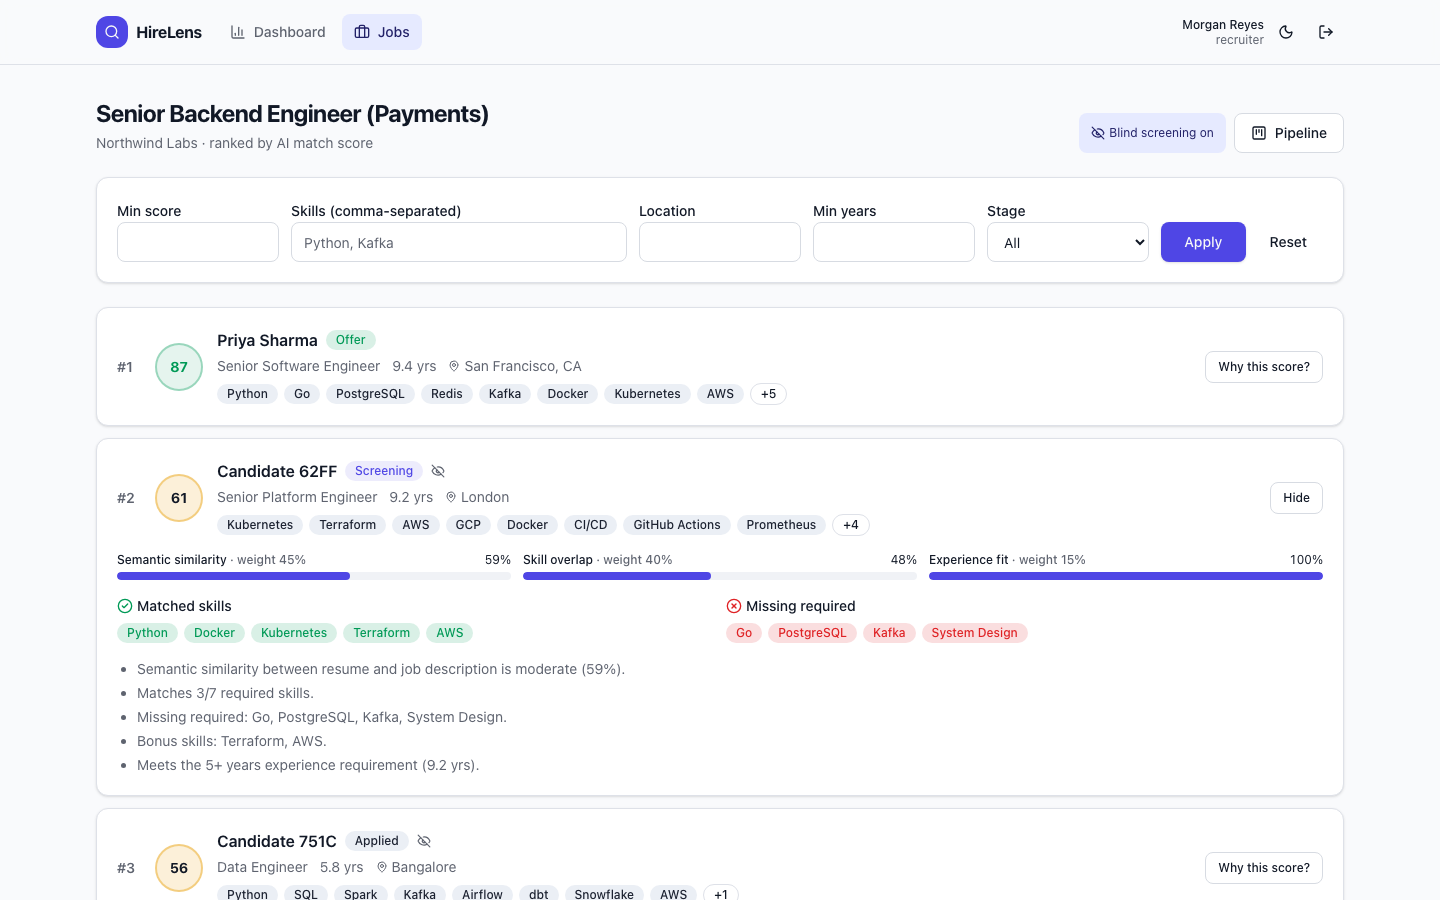 HireLens
Dashboard
Jobs
Morgan Reyes
recruiter
Senior Backend Engineer (Payments)
Northwind Labs · ranked by AI match score
Blind screening on
Pipeline
Min score
Skills (comma-separated)
Location
Min years
Stage
Python, Kafka
All
Apply
Reset
#1
87
Priya Sharma
Offer
Senior Software Engineer
9.4 yrs
San Francisco, CA
Python
Go
PostgreSQL
Redis
Kafka
Docker
Kubernetes
AWS
+5
Why this score?
#2
61
Candidate 62FF
Screening
Senior Platform Engineer
9.2 yrs
London
Kubernetes
Terraform
AWS
GCP
Docker
CI/CD
GitHub Actions
Prometheus
+4
Hide
Semantic similarity · weight 45%
59%
Skill overlap · weight 40%
48%
Experience fit · weight 15%
100%
Matched skills
Python
Docker
Kubernetes
Terraform
AWS
Missing required
Go
PostgreSQL
Kafka
System Design
Semantic similarity between resume and job description is moderate (59%).
Matches 3/7 required skills.
Missing required: Go, PostgreSQL, Kafka, System Design.
Bonus skills: Terraform, AWS.
Meets the 5+ years experience requirement (9.2 yrs).
#3
56
Candidate 751C
Applied
Data Engineer
5.8 yrs
Bangalore
Python
SQL
Spark
Kafka
Airflow
dbt
Snowflake
AWS
+1
Why this score?